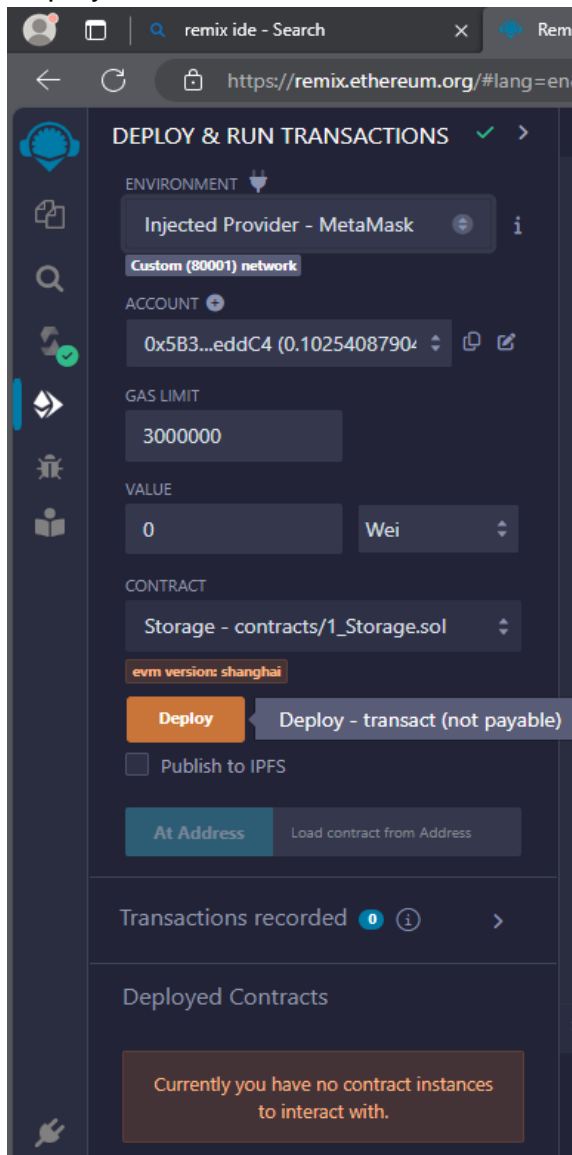 remix ide - Search
Rem
https://remix.ethereum.org/#lang=en
DEPLOY & RUN TRANSACTIONS
ENVIRONMENT
Injected Provider - MetaMask
i
Custom (80001) network
ACCOUNT
0x5B3...eddC4 (0.1025408790
GAS LIMIT
3000000
VALUE
0
Wei
CONTRACT
Storage - contracts/1_Storage.sol
evm version: shanghai
Deploy
Deploy - transact (not payable)
Publish to IPFS
At Address
Load contract from Address
Transactions recorded 0 i
Deployed Contracts
Currently you have no contract instances
to interact with.